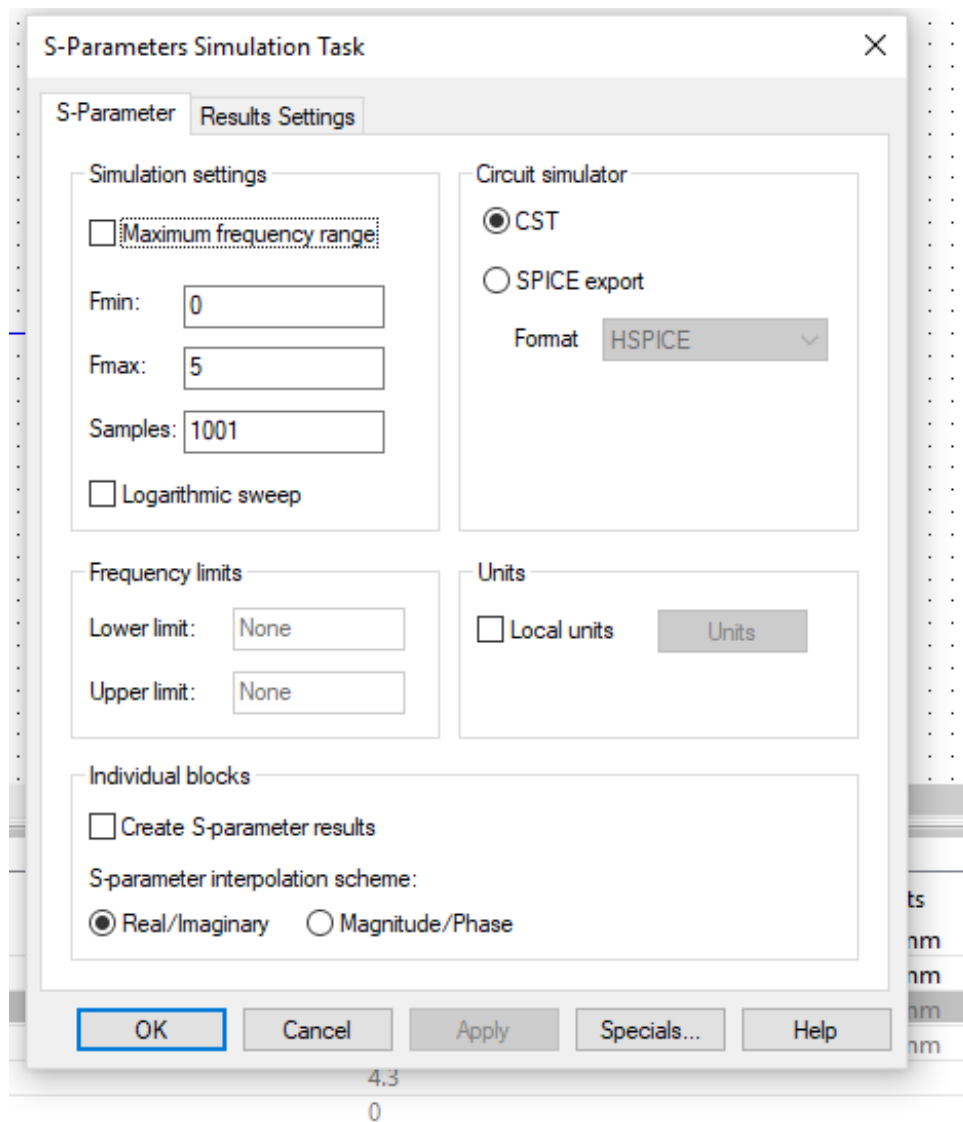 S-Parameters Simulation Task
S-Parameter
Results Settings
Simulation settings
Maximum frequency range
Fmin:
0
Fmax:
5
Samples:
1001
Logarithmic sweep
Circuit simulator
CST
SPICE export
Format
HSPICE
Frequency limits
Lower limit:
None
Upper limit:
None
Units
Local units
Units
Individual blocks
Create S-parameter results
S-parameter interpolation scheme:
Real/Imaginary
Magnitude/Phase
OK
Cancel
Apply
Specials...
Help
ts
nm
nm
nm
nm
4.3
0